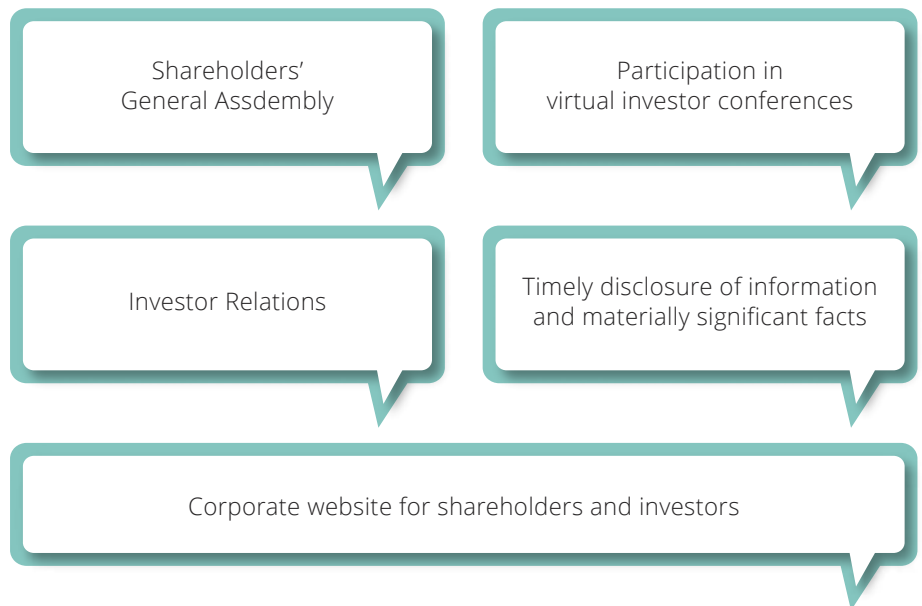 Shareholders’
General Assdembly
Participation in
virtual investor conferences
Investor Relations
Timely disclosure of information
and materially significant facts
Corporate website for shareholders and investors